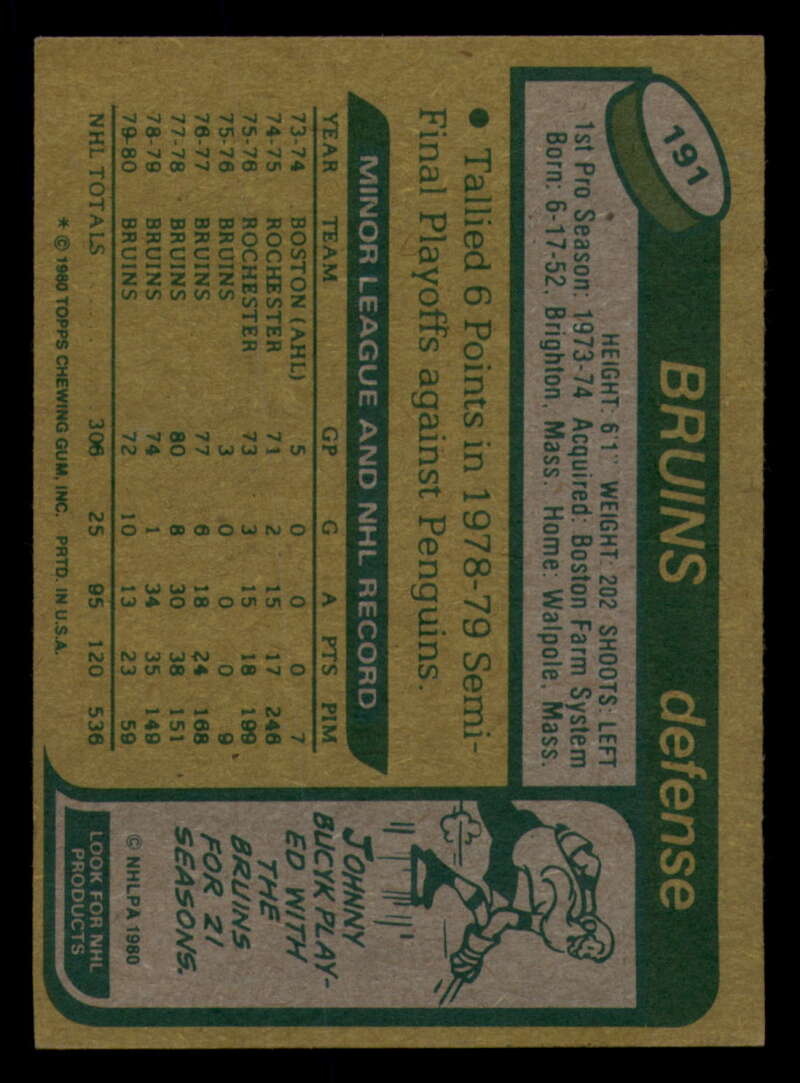 191
BRUINS defense
HEIGHT: 6'1" WEIGHT: 202 SHOOTS: LEFT
1st Pro Season: 1973-74 Acquired: Boston Farm System
Born: 6-17-52, Brighton, Mass. Home: Walpole, Mass.
• Tallied 6 Points in 1978-79 Semi-
Final Playoffs against Penguins.
MINOR LEAGUE AND NHL RECORD
YEAR TEAM GP G A PTS PIM
73-74 BOSTON (AHL) 5 0 0 0 7
74-75 ROCHESTER 71 2 15 17 246
75-76 ROCHESTER 73 3 15 18 199
75-76 BRUINS 3 0 0 0 9
76-77 BRUINS 77 6 18 24 168
77-78 BRUINS 80 8 30 38 151
78-79 BRUINS 74 1 34 35 149
79-80 BRUINS 72 10 13 23 59
NHL TOTALS 306 25 95 120 536
* © 1980 TOPPS CHEWING GUM, INC. PRTD. IN U.S.A.
JOHNNY
BUCYK PLAY-
ED WITH
THE
BRUINS
FOR 21
SEASONS.
© NHLPA 1980
LOOK FOR NHL
PRODUCTS